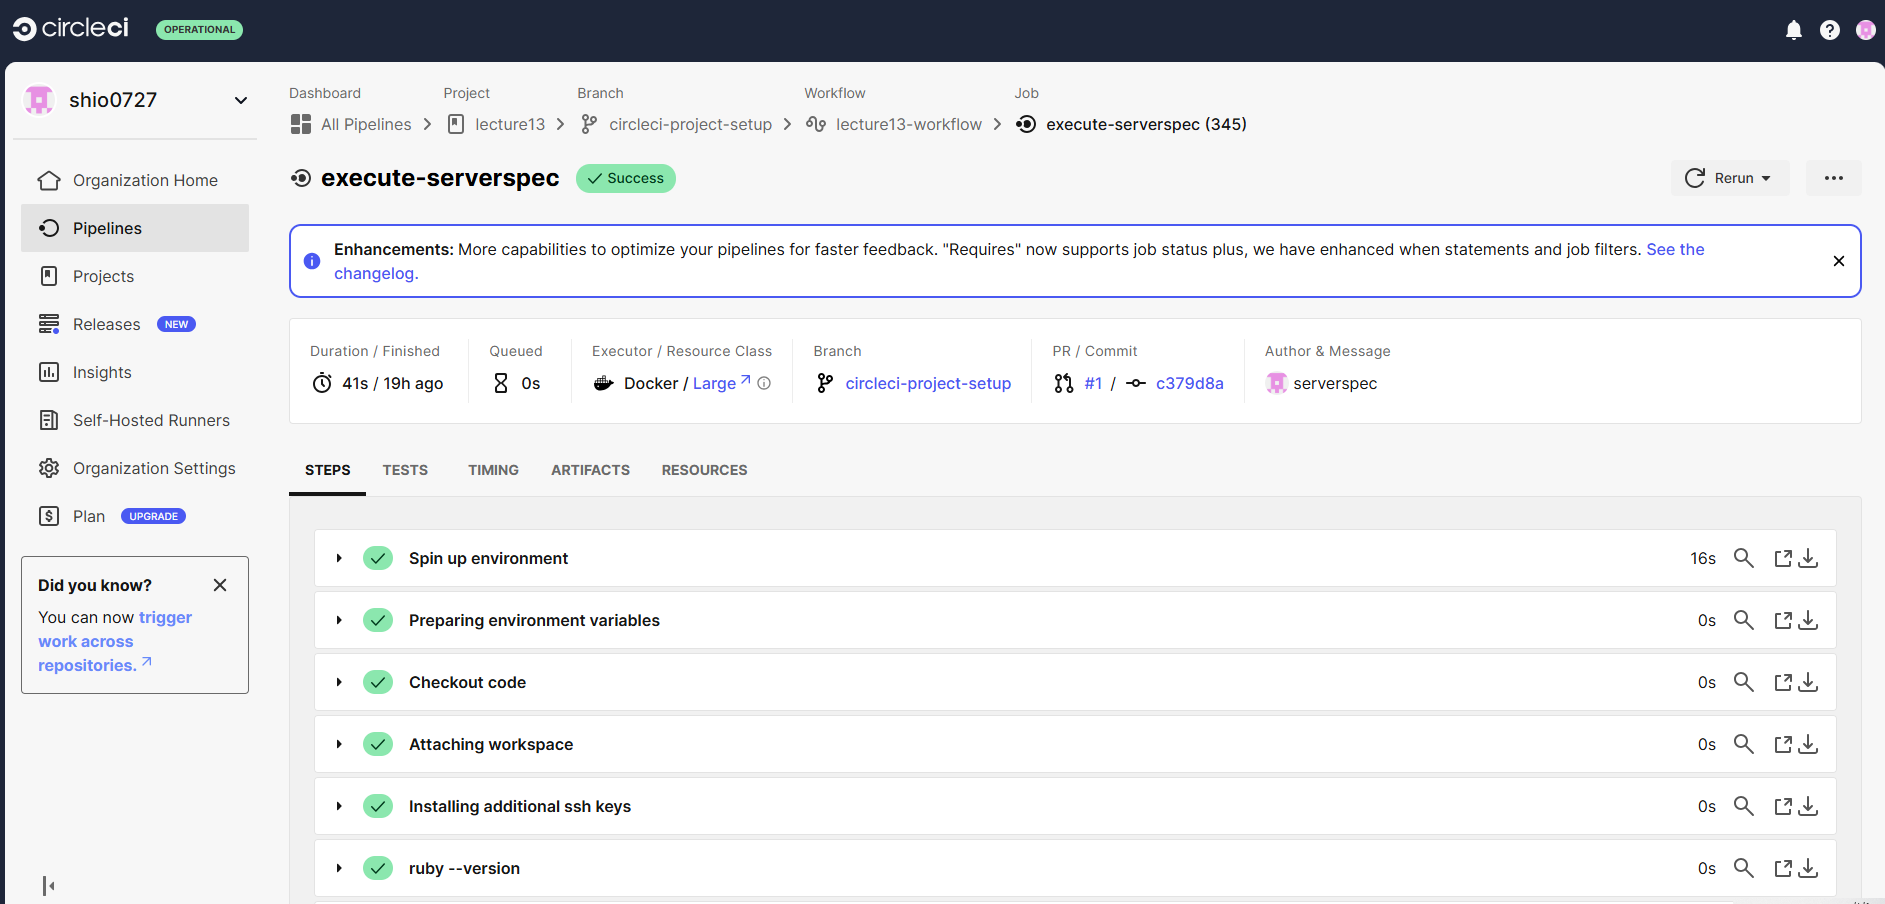 circleci
OPERATIONAL
shio0727
Organization Home
Pipelines
Projects
Releases NEW
Insights
Self-Hosted Runners
Organization Settings
Plan UPGRADE
Did you know?
You can now trigger
work across
repositories.
Dashboard Project Branch Workflow Job
All Pipelines lecture13 circleci-project-setup lecture13-workflow execute-serverspec (345)
execute-serverspec Success
Rerun
Enhancements: More capabilities to optimize your pipelines for faster feedback. "Requires" now supports job status plus, we have enhanced when statements and job filters. See the
changelog.
Duration / Finished Queued Executor / Resource Class Branch PR / Commit Author & Message
41s / 19h ago 0s Docker / Large circleci-project-setup #1 / c379d8a serverspec
STEPS TESTS TIMING ARTIFACTS RESOURCES
Spin up environment 16s
Preparing environment variables 0s
Checkout code 0s
Attaching workspace 0s
Installing additional ssh keys 0s
ruby --version 0s